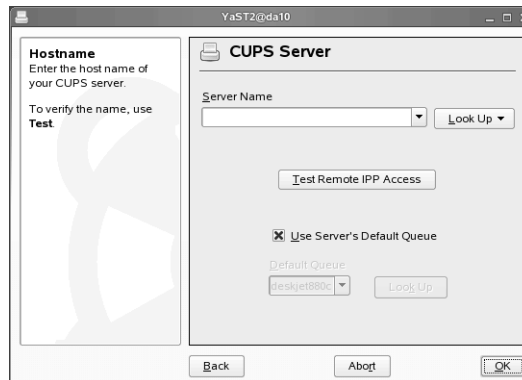 YaST2@da10
Hostname
Enter the host name of
your CUPS server.
To verify the name, use
Test.
CUPS Server
Server Name
Look Up
Test Remote IPP Access
Use Server's Default Queue
Default Queue
deskjet880c
Look Up
Back
Abort
OK